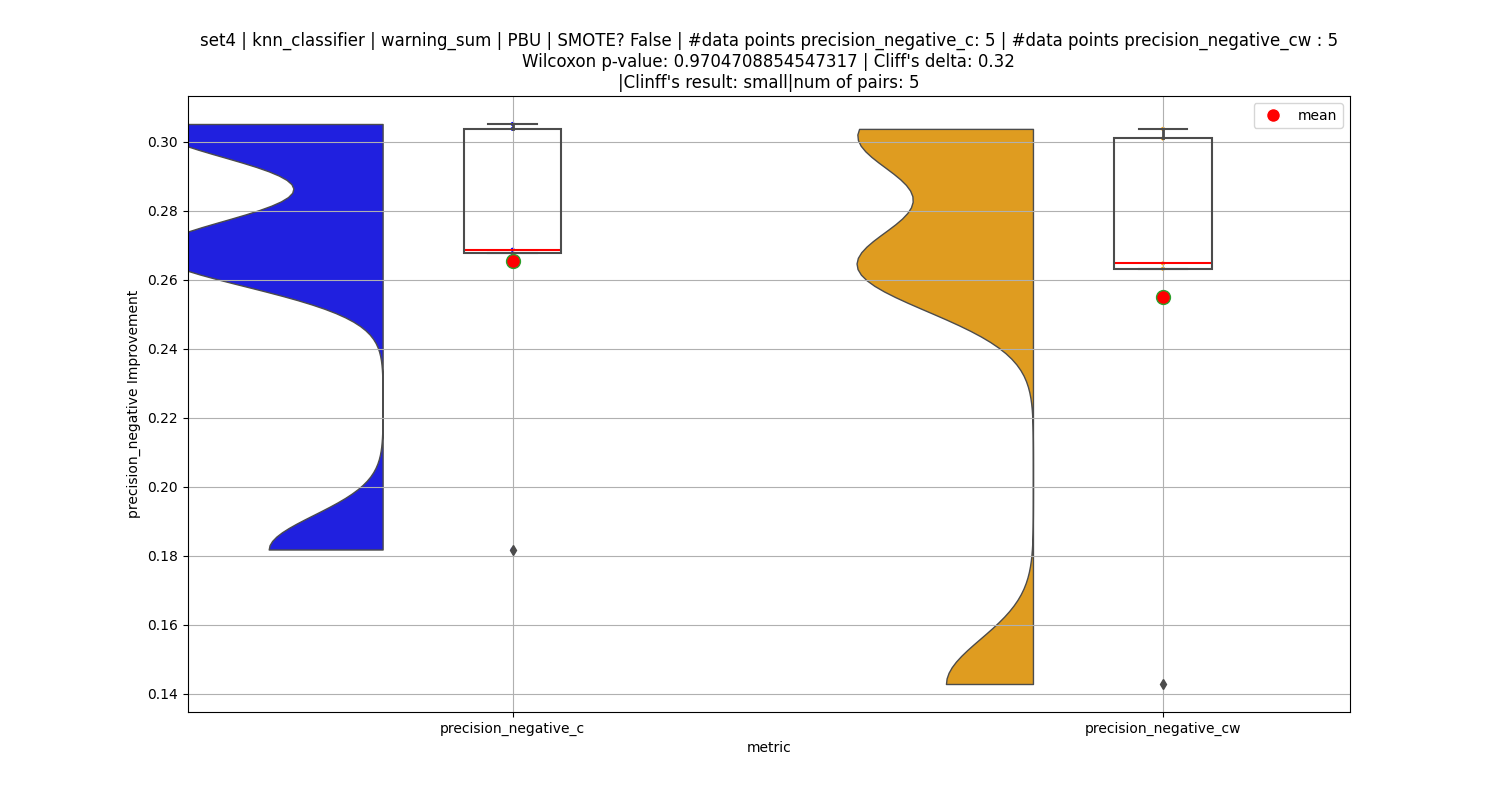 set4 | knn_classifier | warning_sum | PBU | SMOTE? False | #data points precision_negative_c: 5 | #data points precision_negative_cw : 5
Wilcoxon p-value: 0.9704708854547317 | Cliff's delta: 0.32
|Clinff's result: small|num of pairs: 5
mean
0.30
0.28
0.26
0.24
0.22
0.20
0.18
0.16
0.14
precision_negative Improvement
precision_negative_c
precision_negative_cw
metric